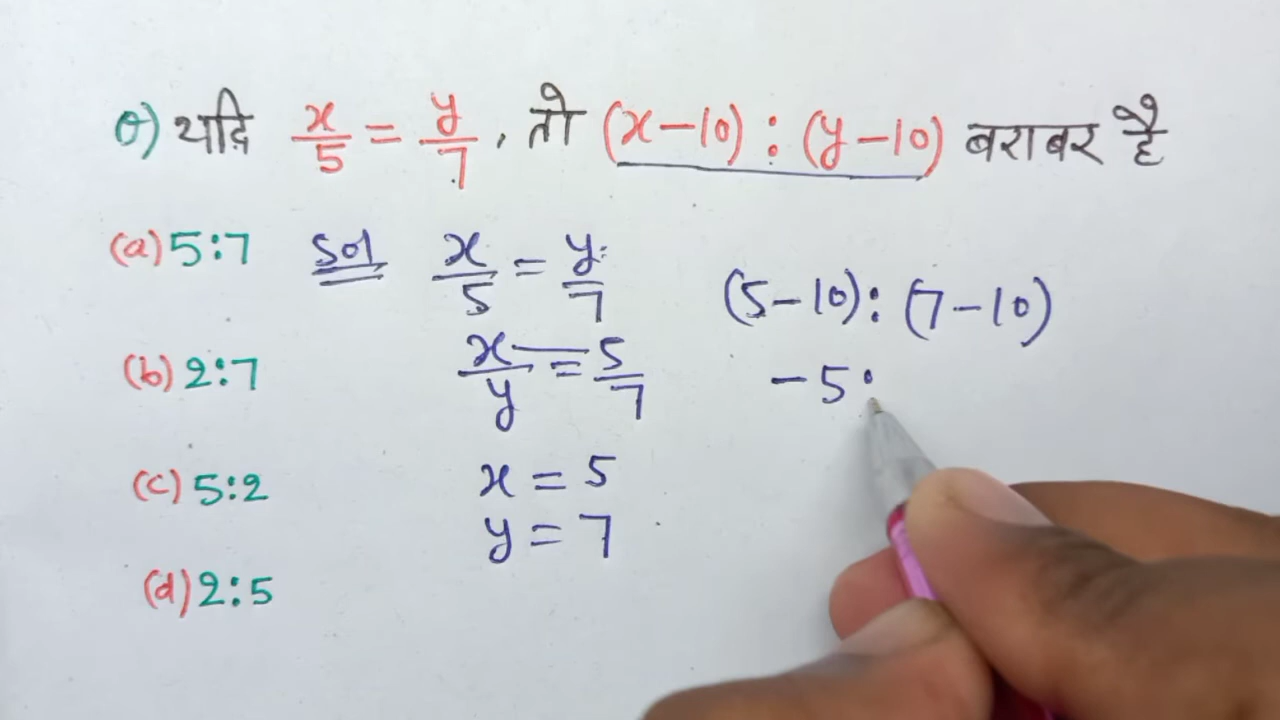 Q) यदि x/5 = y/7, तो (x-10) : (y-10) बराबर है
(a) 5:7
(b) 2:7
(c) 5:2
(d) 2:5
Sol x/5 = y/7
x/y = 5/7
x = 5
y = 7
(5-10) : (7-10)
-5: